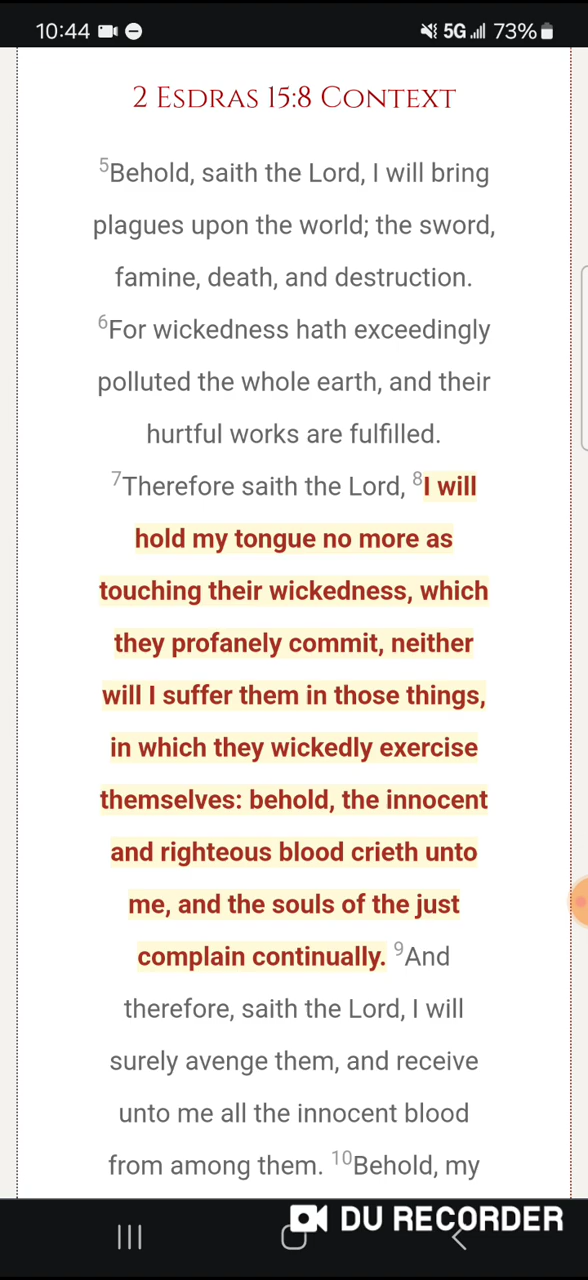 10:44 5G 73%
2 Esdras 15:8 Context
5Behold, saith the Lord, I will bring
plagues upon the world; the sword,
famine, death, and destruction.
6For wickedness hath exceedingly
polluted the whole earth, and their
hurtful works are fulfilled.
7Therefore saith the Lord, 8I will
hold my tongue no more as
touching their wickedness, which
they profanely commit, neither
will I suffer them in those things,
in which they wickedly exercise
themselves: behold, the innocent
and righteous blood crieth unto
me, and the souls of the just
complain continually. 9And
therefore, saith the Lord, I will
surely avenge them, and receive
unto me all the innocent blood
from among them. 10Behold, my
DU RECORDER